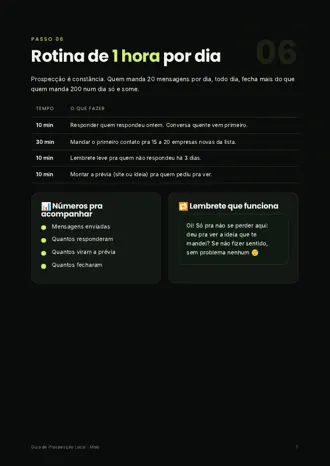 PASSO 06
06
Rotina de 1 hora por dia
Prospecção é constância. Quem manda 20 mensagens por dia, todo dia, fecha mais do que
quem manda 200 num dia só e some.
TEMPO O QUE FAZER
10 min Responder quem respondeu ontem. Conversa quente vem primeiro.
30 min Mandar o primeiro contato pra 15 a 20 empresas novas da lista.
10 min Lembrete leve pra quem não respondeu há 3 dias.
10 min Montar a prévia (site ou ideia) pra quem pediu pra ver.
📊 Números pra
acompanhar
Mensagens enviadas
Quantos responderam
Quantos viram a prévia
Quantos fecharam
🔁 Lembrete que funciona
Oi! Só pra não se perder aqui:
deu pra ver a ideia que te
mandei? Se não fizer sentido,
sem problema nenhum 🙂
Guia de Prospecção Local · Maio
7